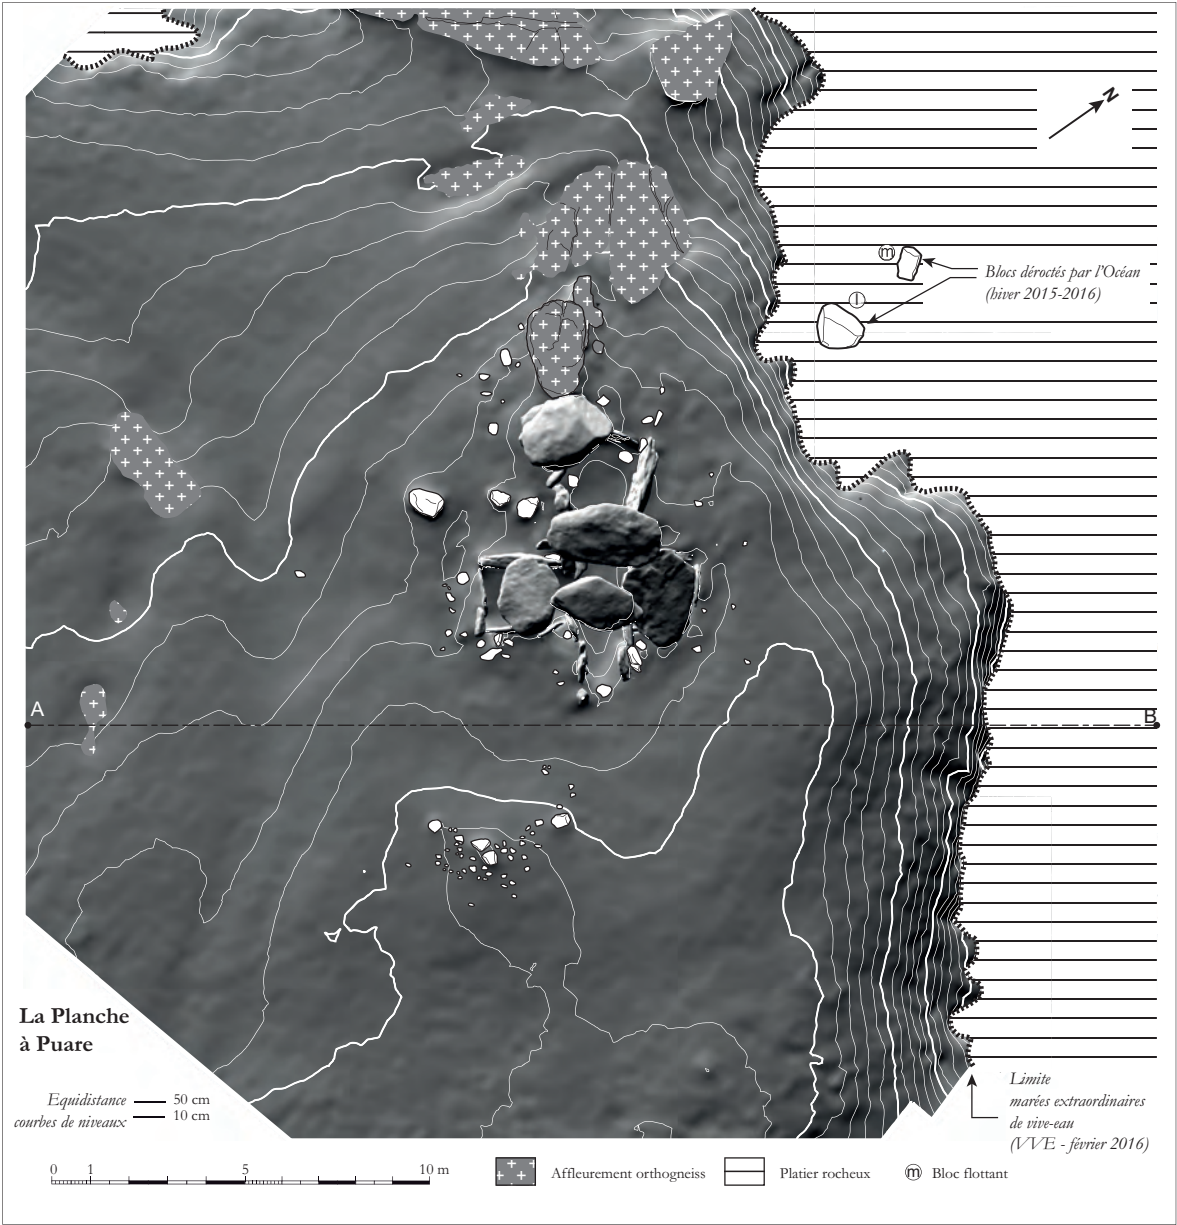 N
m
Blocs déroctés par l'Océan
(hiver 2015-2016)
l
A
B
La Planche
à Puare
Equidistance
courbes de niveaux
50 cm
10 cm
Limite
marées extraordinaires
de vive-eau
(VVE - février 2016)
0 1 5 10 m
Affleurement orthogneiss
Platier rocheux
m Bloc flottant